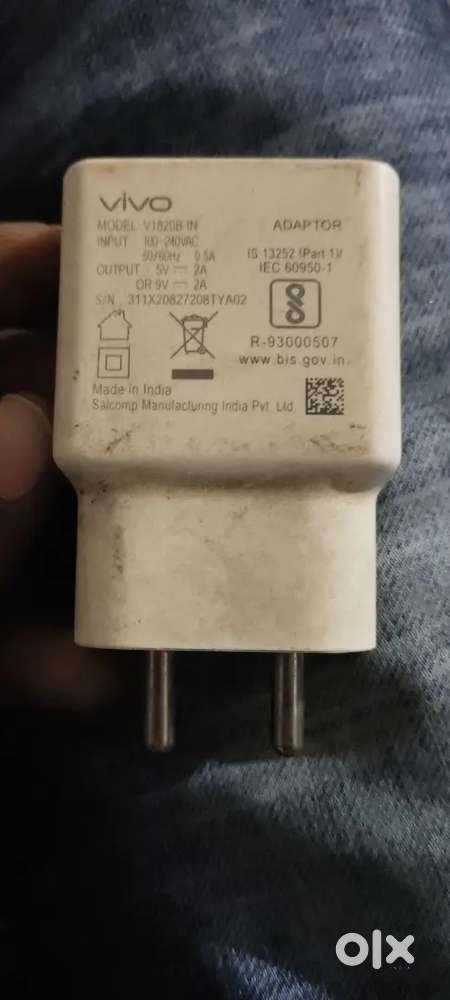 vivo
MODEL V1820B-IN
INPUT 100-240VAC
50/60Hz 0.5A
OUTPUT 5V ⎓ 2A
OR 9V ⎓ 2A
S/N 311X20827208TYA02
ADAPTOR
IS 13252 (Part 1)/
IEC 60950-1
R-93000507
www.bis.gov.in
Made in India
Salcomp Manufacturing India Pvt. Ltd
olx